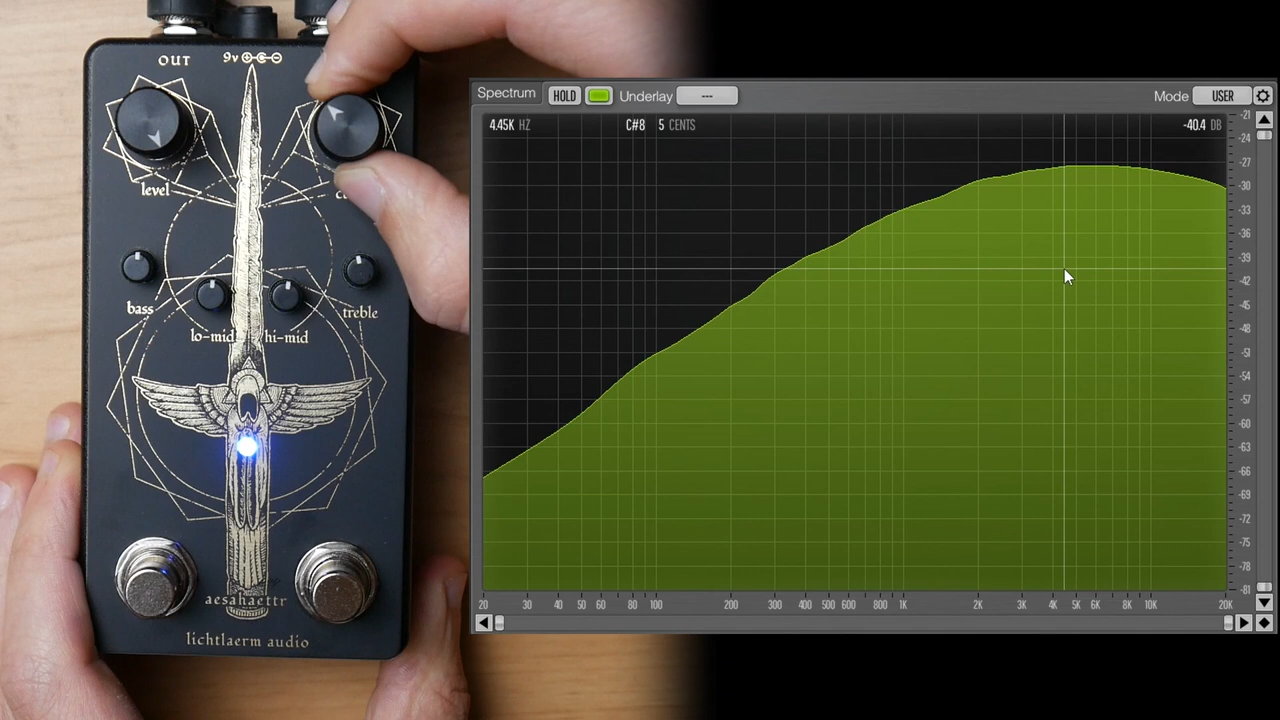 OUT 9v
level
bass treble
lo-mid hi-mid
aesahaettr
lichtlaerm audio
Spectrum HOLD Underlay --- Mode USER
4.45K HZ C#8 5 CENTS -40.4 DB
-21
-24
-27
-30
-33
-36
-39
-42
-45
-48
-51
-54
-57
-60
-63
-66
-69
-72
-75
-78
-81
20 30 40 50 60 80 100 200 300 400 500 600 800 1K 2K 3K 4K 5K 6K 8K 10K 20K